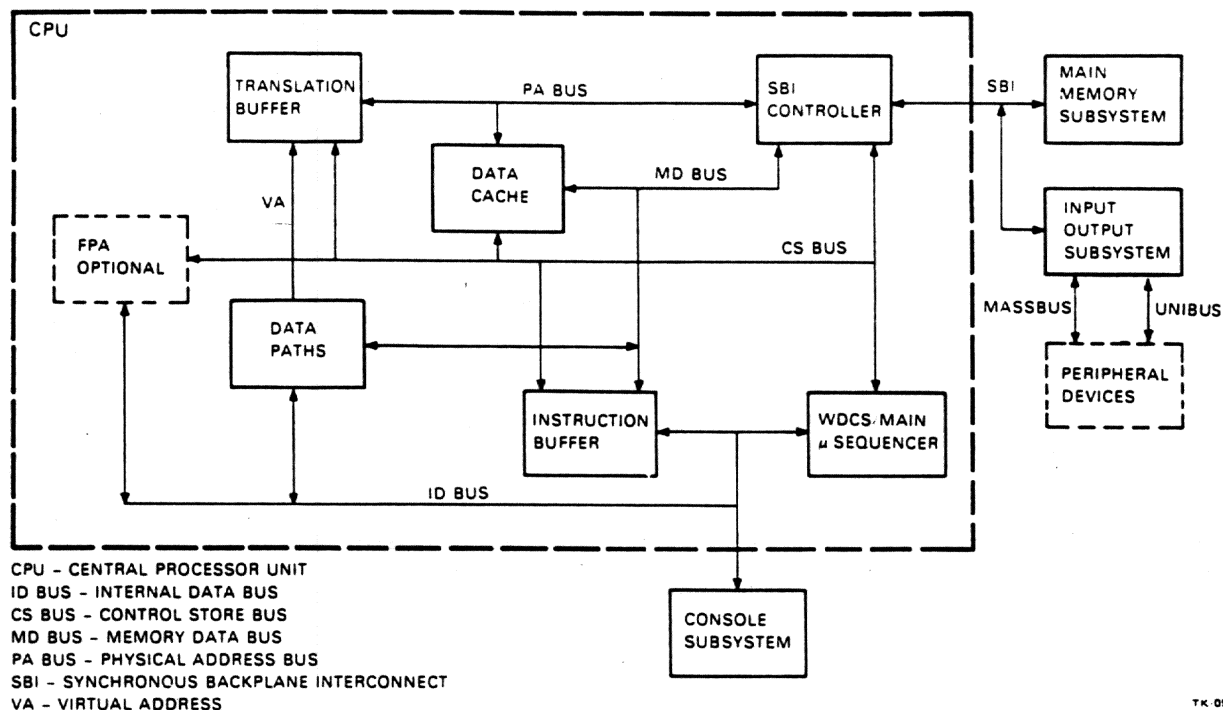 CPU
TRANSLATION
BUFFER
PA BUS
SBI
CONTROLLER
SBI
MAIN
MEMORY
SUBSYSTEM
DATA
CACHE
MD BUS
VA
INPUT
OUTPUT
SUBSYSTEM
FPA
OPTIONAL
CS BUS
MASSBUS
UNIBUS
DATA
PATHS
PERIPHERAL
DEVICES
INSTRUCTION
BUFFER
WDCS/MAIN
µ SEQUENCER
ID BUS
CONSOLE
SUBSYSTEM
CPU – CENTRAL PROCESSOR UNIT
ID BUS – INTERNAL DATA BUS
CS BUS – CONTROL STORE BUS
MD BUS – MEMORY DATA BUS
PA BUS – PHYSICAL ADDRESS BUS
SBI – SYNCHRONOUS BACKPLANE INTERCONNECT
VA – VIRTUAL ADDRESS